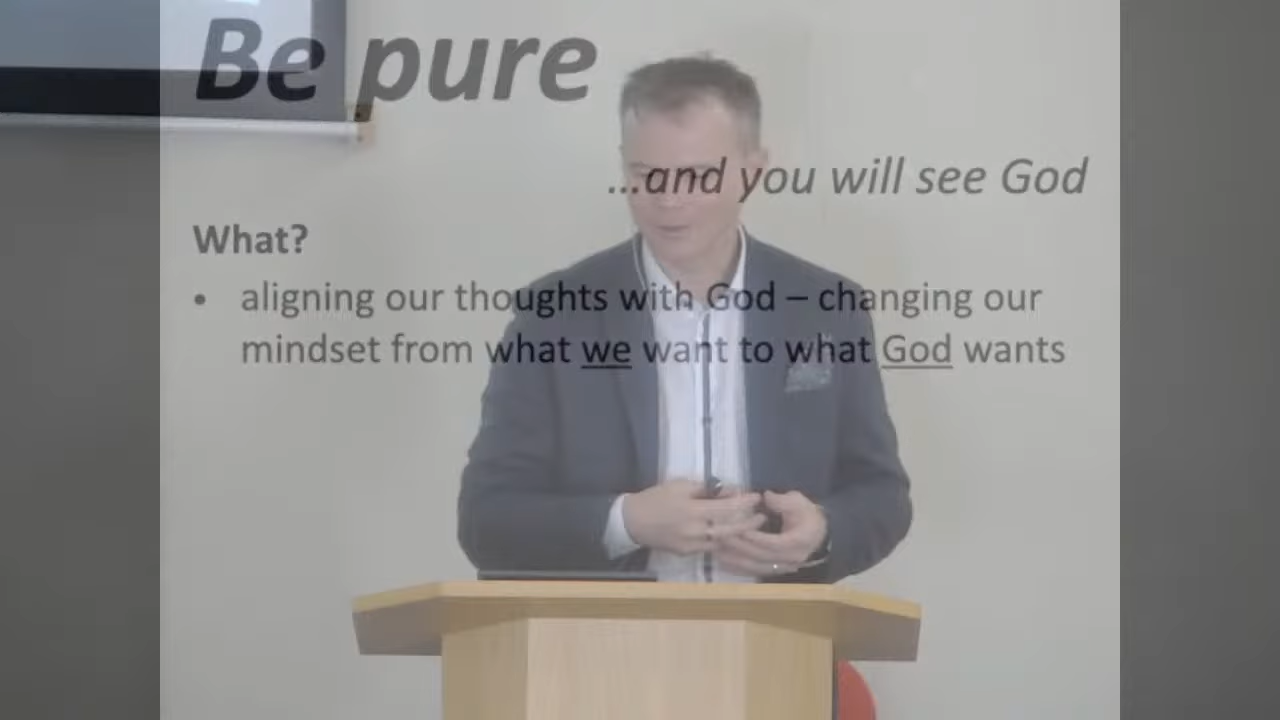 Be pure
...and you will see God
What?
• aligning our thoughts with God – changing our
mindset from what we want to what God wants